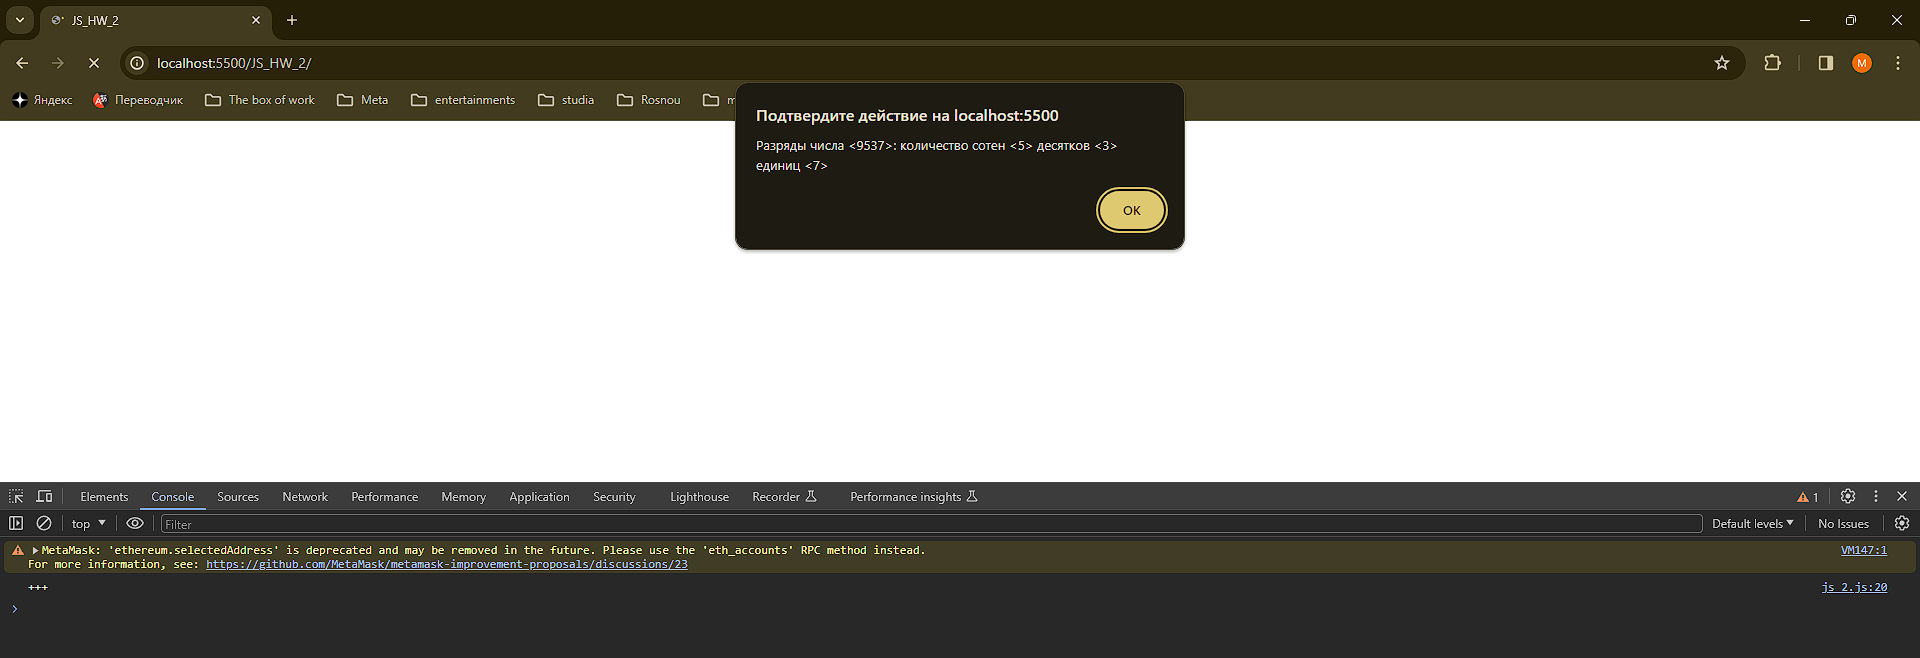 JS_HW_2
localhost:5500/JS_HW_2/
M
Яндекс
Переводчик
The box of work
Meta
entertainments
studia
Rosnou
Подтвердите действие на localhost:5500
Разряды числа <9537>: количество сотен <5> десятков <3>
единиц <7>
OK
Elements
Console
Sources
Network
Performance
Memory
Application
Security
Lighthouse
Recorder
Performance insights
1
top
Filter
Default levels
No Issues
MetaMask: 'ethereum.selectedAddress' is deprecated and may be removed in the future. Please use the 'eth_accounts' RPC method instead.
VM147:1
For more information, see: https://github.com/MetaMask/metamask-improvement-proposals/discussions/23
+++
js_2.js:20